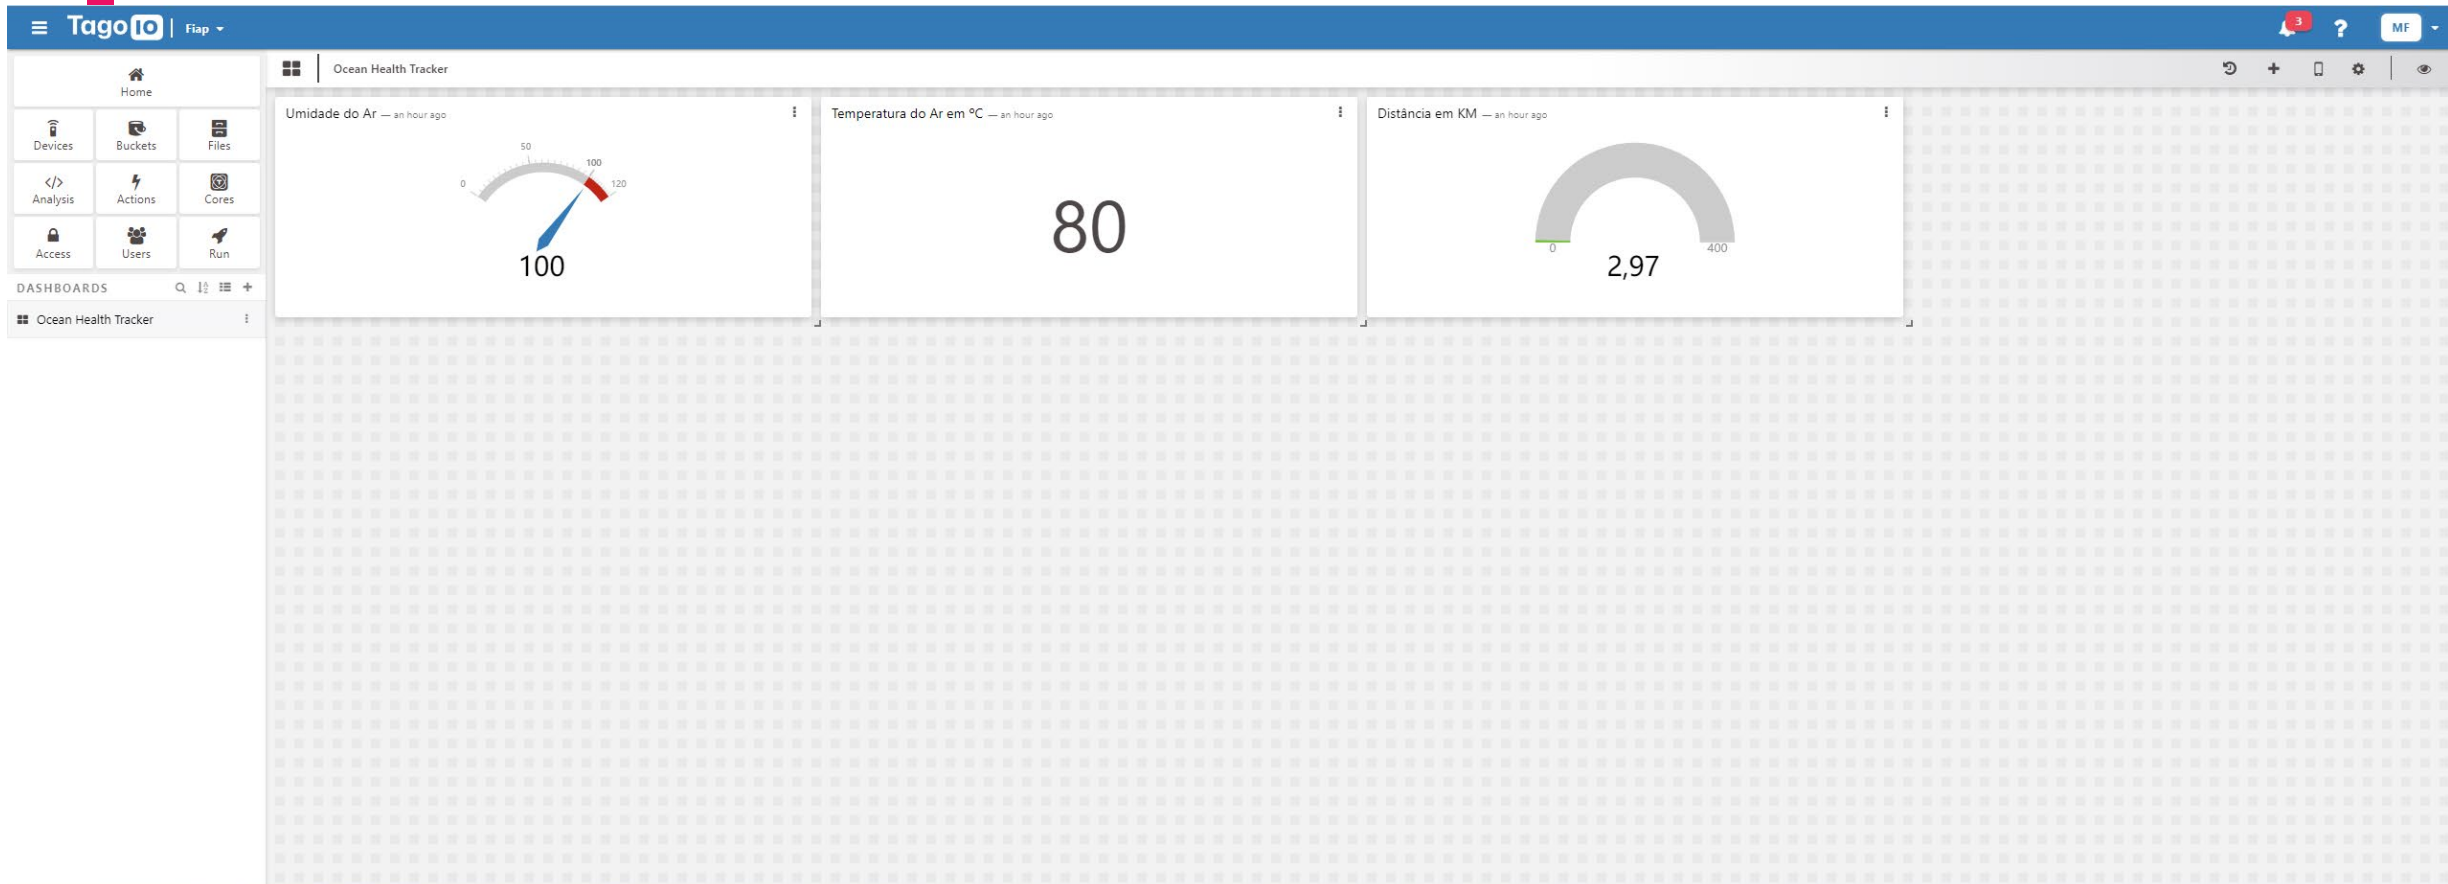 Tago IO | Fiap
3
?
MF
Home
Devices Buckets Files
</> 
Analysis Actions Cores
Access Users Run
DASHBOARDS
Ocean Health Tracker
Ocean Health Tracker
Umidade do Ar — an hour ago
0
50
100
120
100
Temperatura do Ar em ºC — an hour ago
80
Distância em KM — an hour ago
0
400
2,97